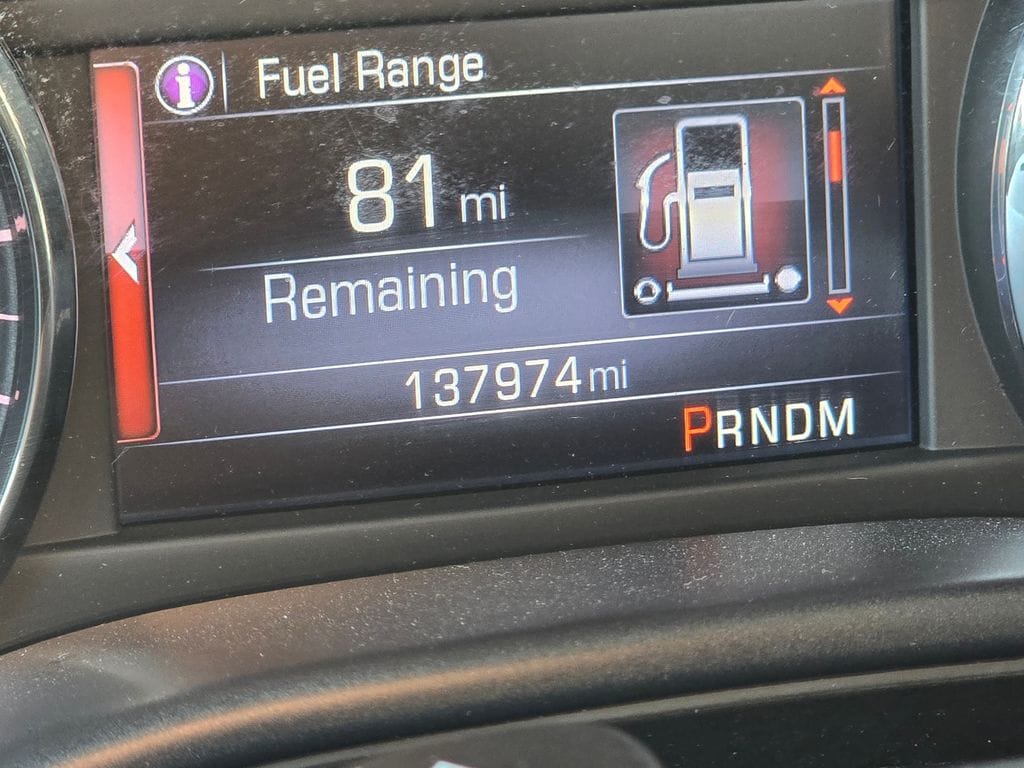 Fuel Range
81 mi
Remaining
137974 mi
PRNDM